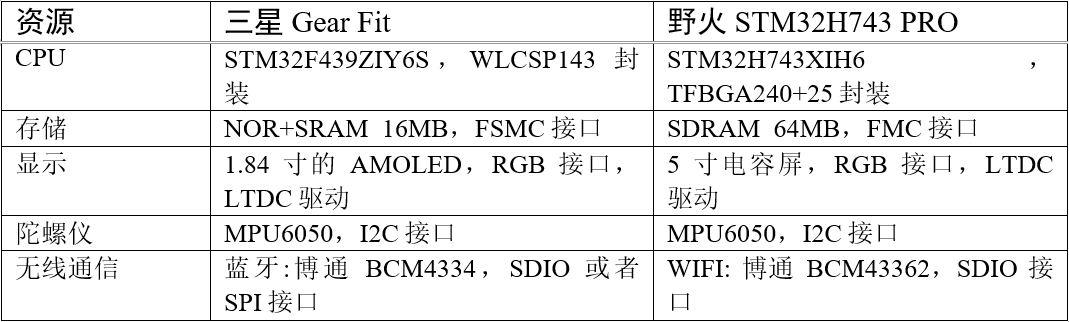 资源 三星 Gear Fit 野火 STM32H743 PRO
CPU STM32F439ZIY6S，WLCSP143 封装 STM32H743XIH6，TFBGA240+25 封装
存储 NOR+SRAM 16MB，FSMC 接口 SDRAM 64MB，FMC 接口
显示 1.84 寸的 AMOLED，RGB 接口，LTDC 驱动 5 寸电容屏，RGB 接口，LTDC 驱动
陀螺仪 MPU6050，I2C 接口 MPU6050，I2C 接口
无线通信 蓝牙:博通 BCM4334，SDIO 或者 SPI 接口 WIFI: 博通 BCM43362，SDIO 接口